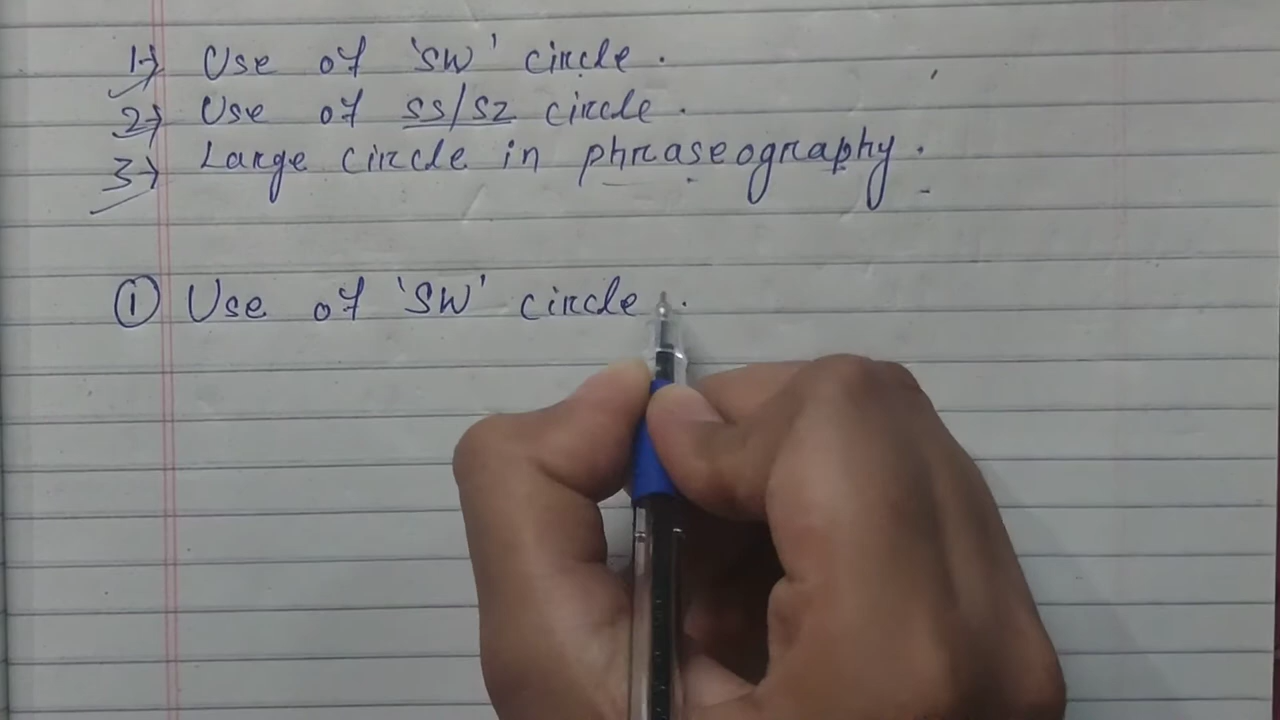 1→ Use of 'SW' circle.
2→ Use of SS/SZ circle.
3→ Large circle in phraseography.
① Use of 'SW' circle.